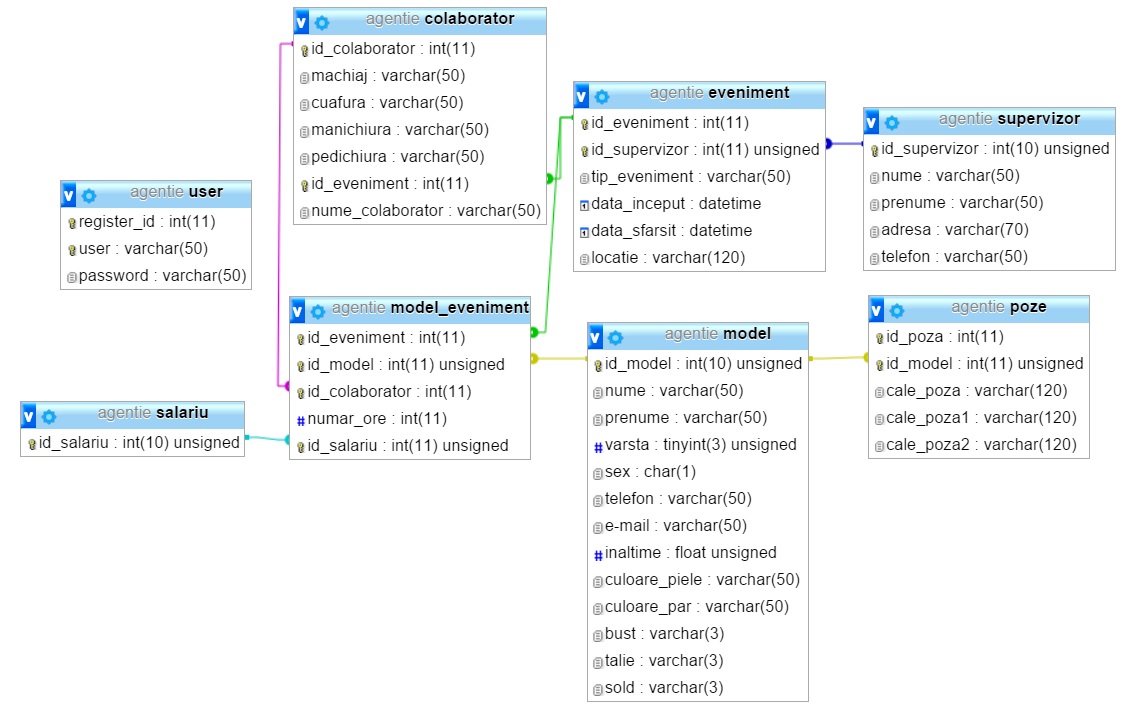 agentie colaborator
id_colaborator : int(11)
machiaj : varchar(50)
cuafura : varchar(50)
manichiura : varchar(50)
pedichiura : varchar(50)
id_eveniment : int(11)
nume_colaborator : varchar(50)
agentie eveniment
id_eveniment : int(11)
id_supervizor : int(11) unsigned
tip_eveniment : varchar(50)
data_inceput : datetime
data_sfarsit : datetime
locatie : varchar(120)
agentie supervizor
id_supervizor : int(10) unsigned
nume : varchar(50)
prenume : varchar(50)
adresa : varchar(70)
telefon : varchar(50)
agentie user
register_id : int(11)
user : varchar(50)
password : varchar(50)
agentie model_eveniment
id_eveniment : int(11)
id_model : int(11) unsigned
id_colaborator : int(11)
numar_ore : int(11)
id_salariu : int(11) unsigned
agentie model
id_model : int(10) unsigned
nume : varchar(50)
prenume : varchar(50)
varsta : tinyint(3) unsigned
sex : char(1)
telefon : varchar(50)
e-mail : varchar(50)
inaltime : float unsigned
culoare_piele : varchar(50)
culoare_par : varchar(50)
bust : varchar(3)
talie : varchar(3)
sold : varchar(3)
agentie poze
id_poza : int(11)
id_model : int(11) unsigned
cale_poza : varchar(120)
cale_poza1 : varchar(120)
cale_poza2 : varchar(120)
agentie salariu
id_salariu : int(10) unsigned